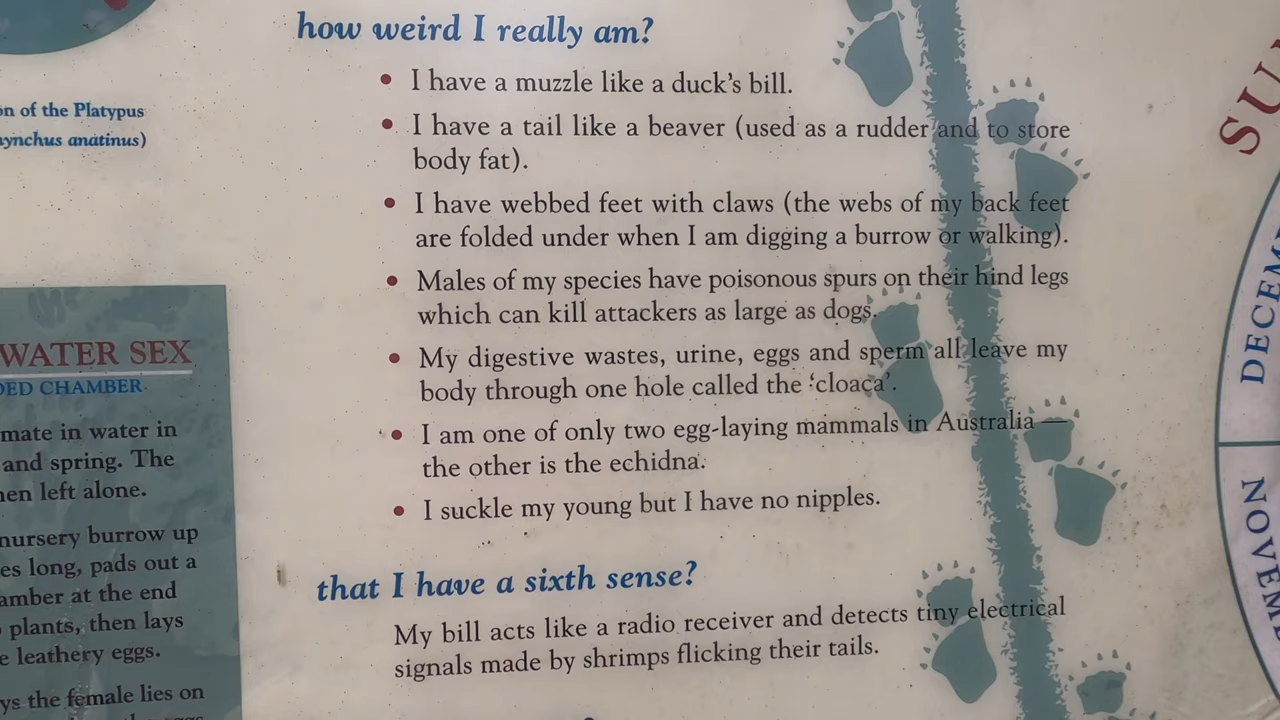 how weird I really am?
• I have a muzzle like a duck's bill.
• I have a tail like a beaver (used as a rudder and to store
body fat).
• I have webbed feet with claws (the webs of my back feet
are folded under when I am digging a burrow or walking).
• Males of my species have poisonous spurs on their hind legs
which can kill attackers as large as dogs.
• My digestive wastes, urine, eggs and sperm all leave my
body through one hole called the 'cloaca'.
• I am one of only two egg-laying mammals in Australia —
the other is the echidna.
• I suckle my young but I have no nipples.
that I have a sixth sense?
My bill acts like a radio receiver and detects tiny electrical
signals made by shrimps flicking their tails.
of the Platypus
anatinus)
WATER SEX
CHAMBER
mate in water in
and spring. The
left alone.
nursery burrow up
long, pads out a
at the end
plants, then lays
leathery eggs.
the female lies on
SU
DECEM
NOVEM